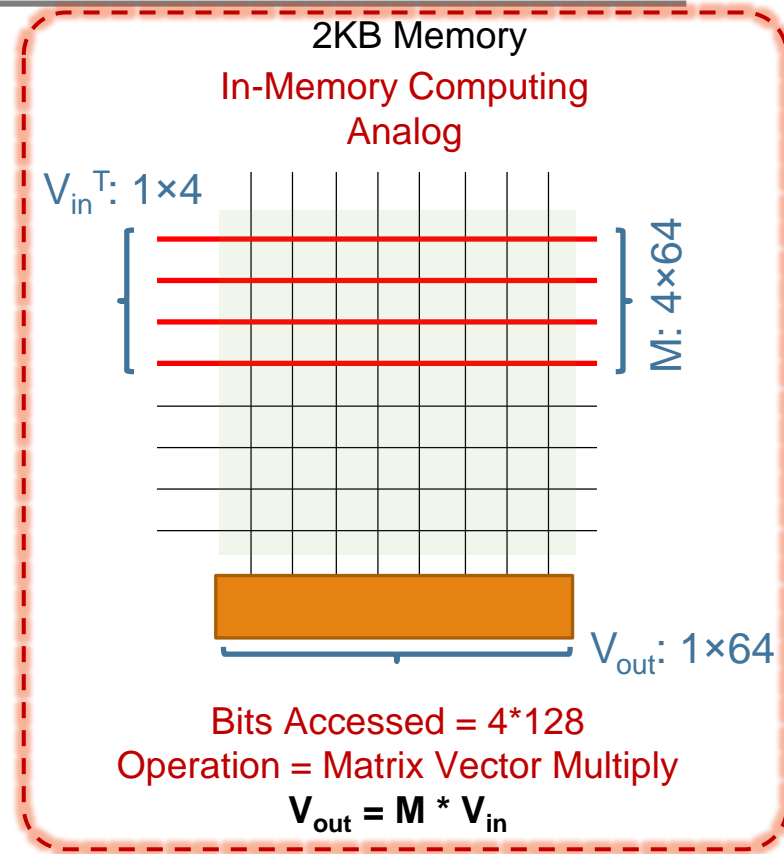 2KB Memory
In-Memory Computing
Analog
V_in^T: 1×4
M: 4×64
V_out: 1×64
Bits Accessed = 4*128
Operation = Matrix Vector Multiply
V_out = M * V_in